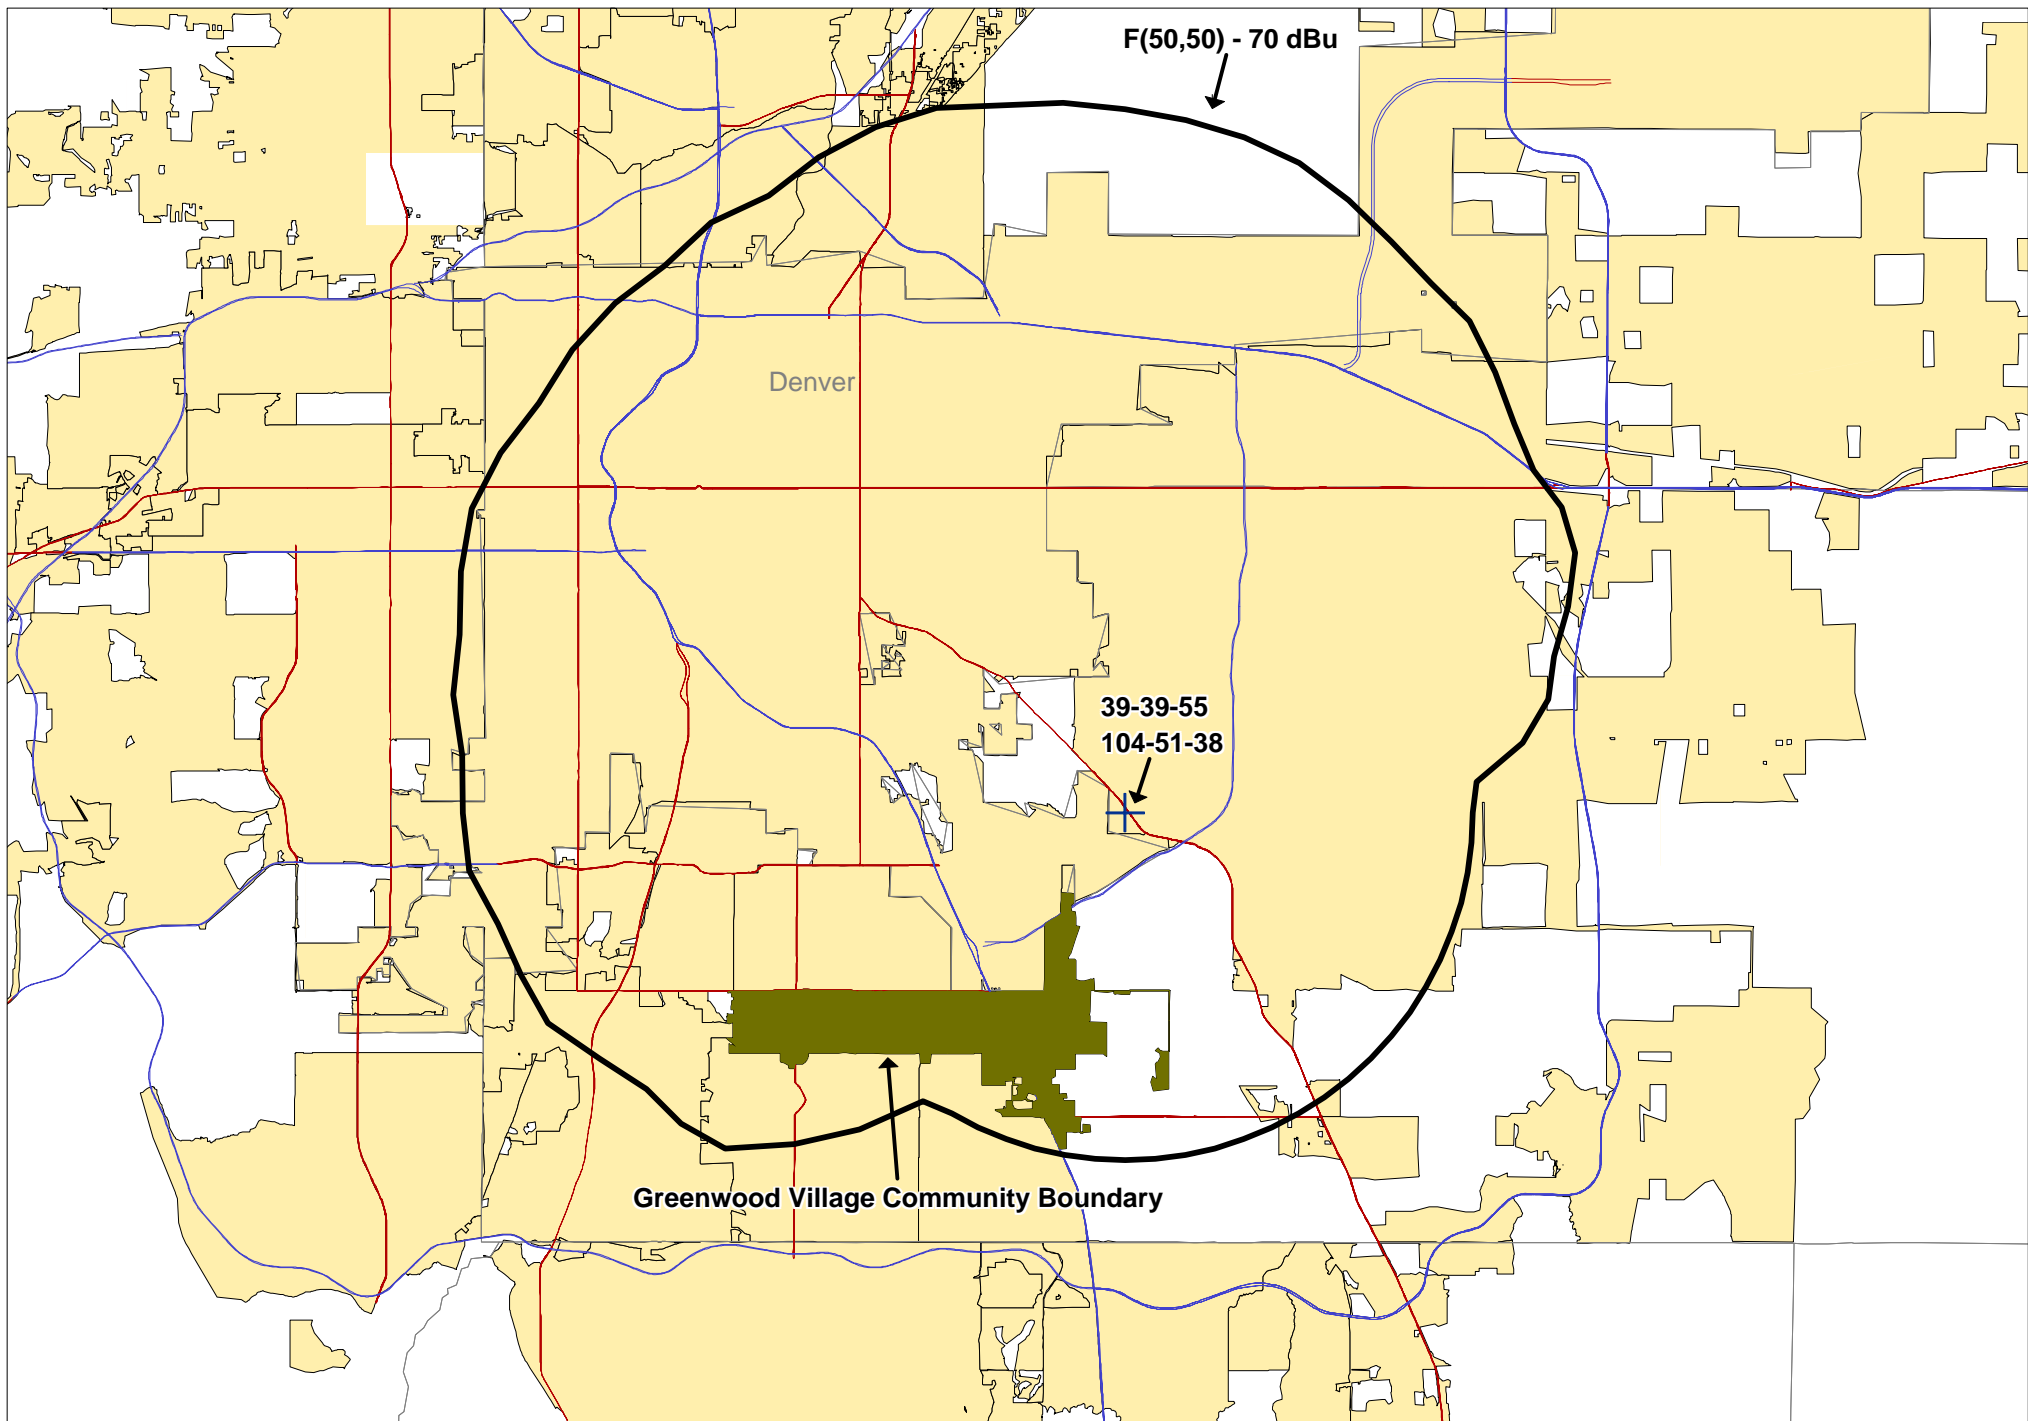 F(50,50) - 70 dBu
Denver
39-39-55
104-51-38
Greenwood Village Community Boundary